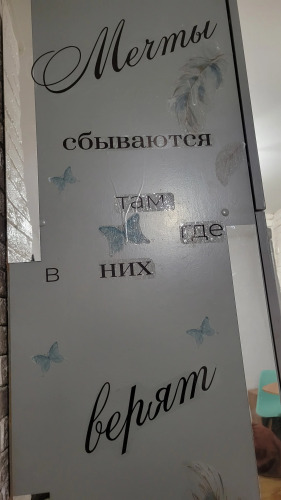 Мечты
сбываются
там
где
в них
верят